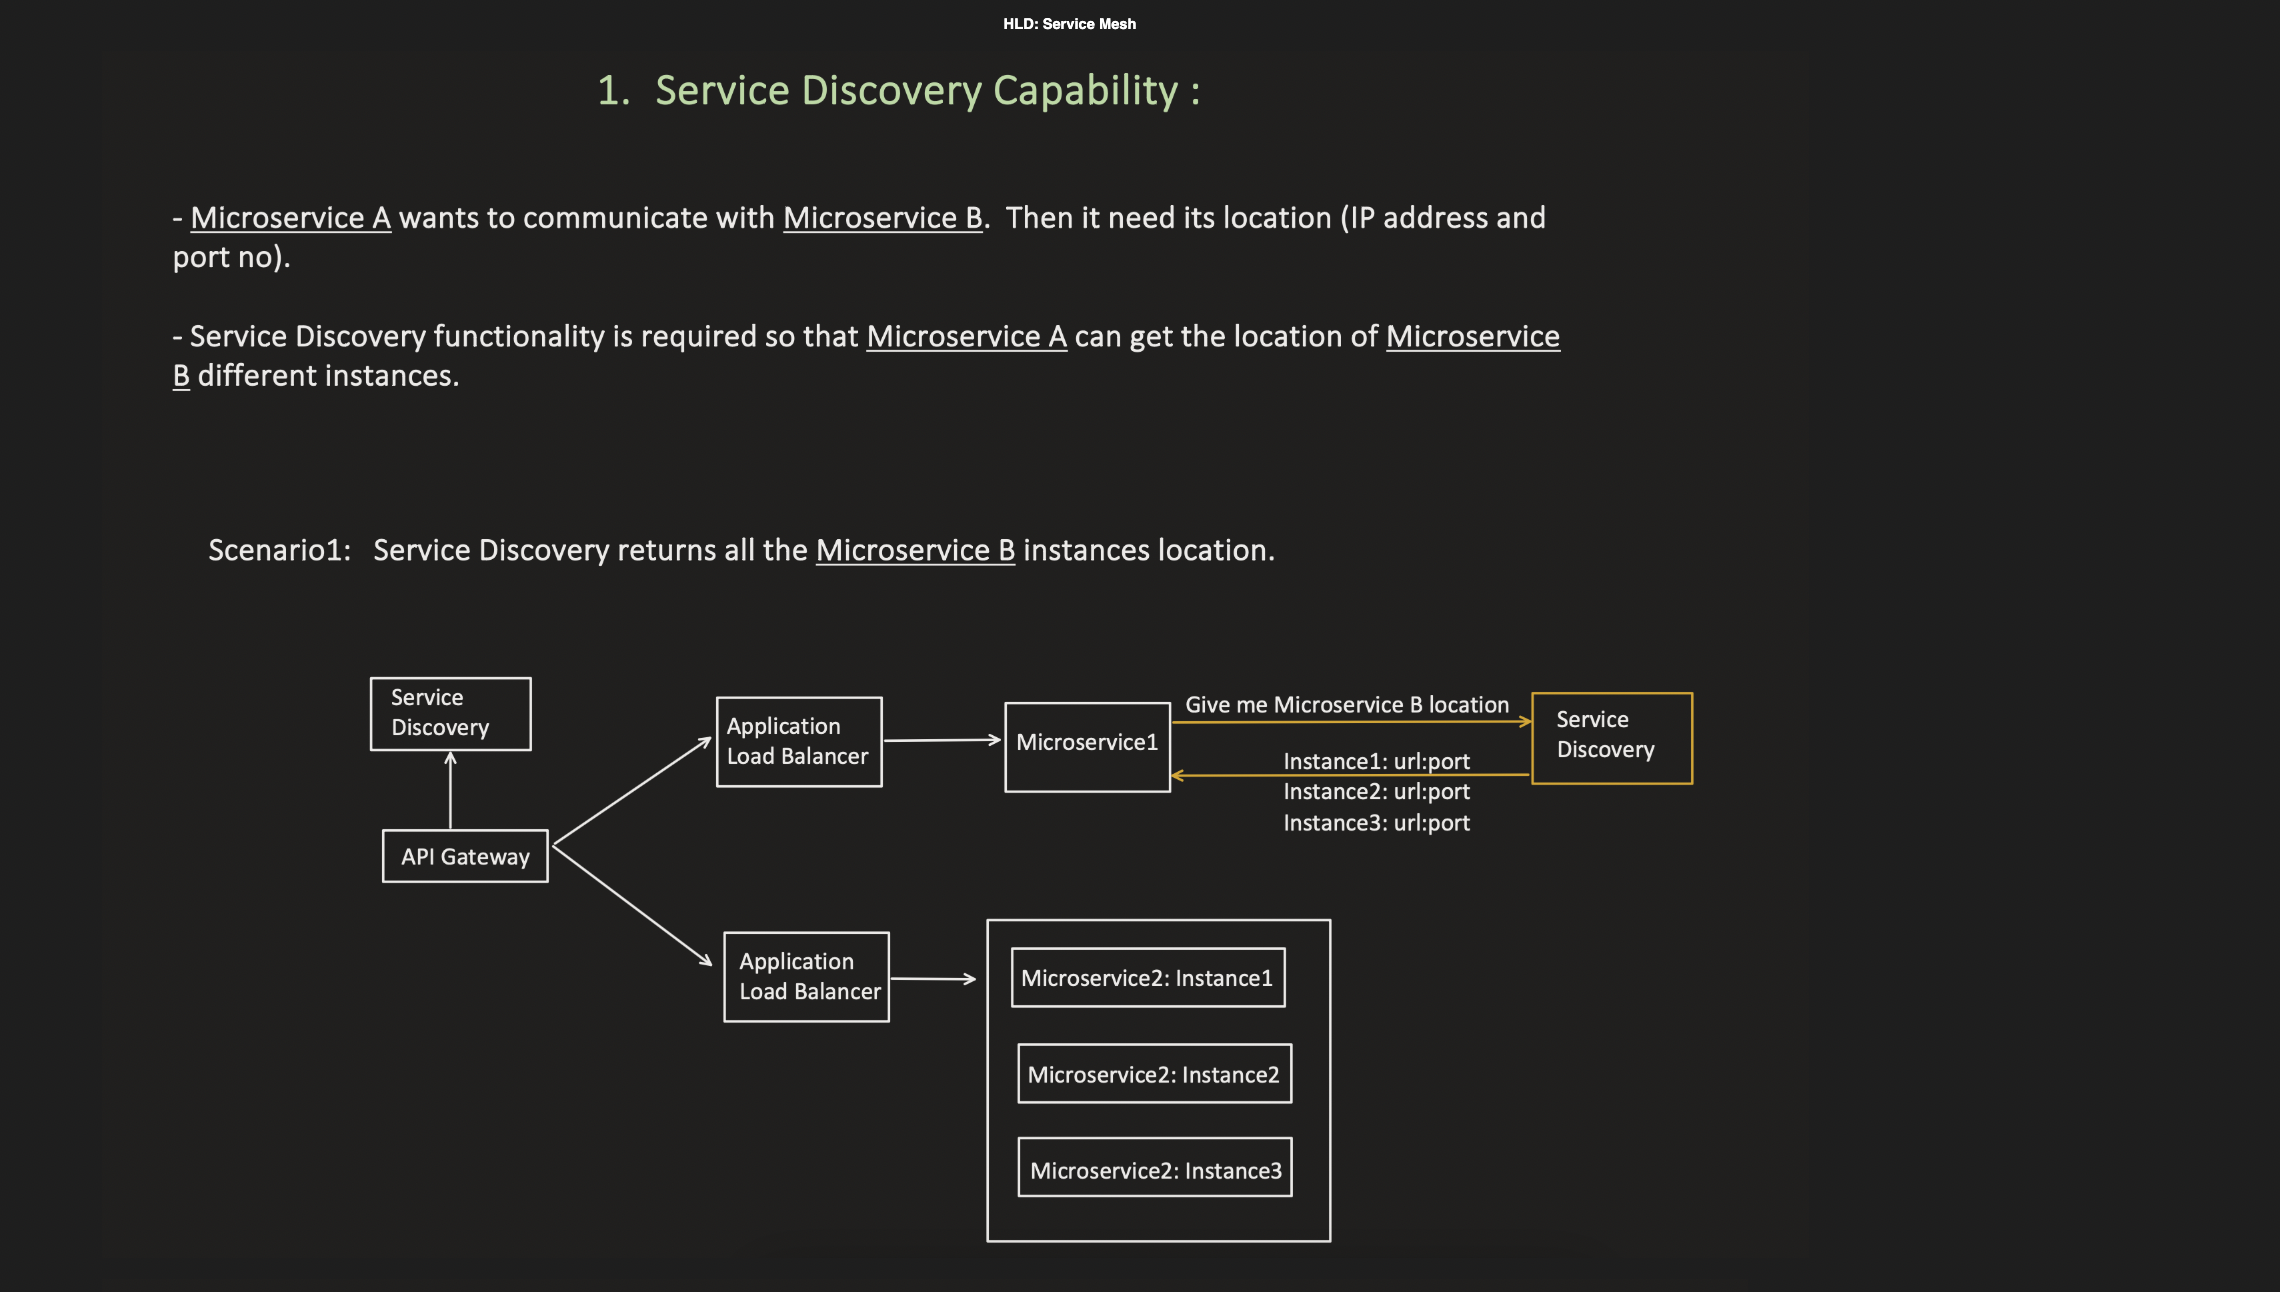 HLD: Service Mesh
1. Service Discovery Capability :
- Microservice A wants to communicate with Microservice B. Then it need its location (IP address and
port no).
- Service Discovery functionality is required so that Microservice A can get the location of Microservice
B different instances.
Scenario1: Service Discovery returns all the Microservice B instances location.
Service
Discovery
API Gateway
Application
Load Balancer
Microservice1
Give me Microservice B location
Instance1: url:port
Instance2: url:port
Instance3: url:port
Service
Discovery
Application
Load Balancer
Microservice2: Instance1
Microservice2: Instance2
Microservice2: Instance3